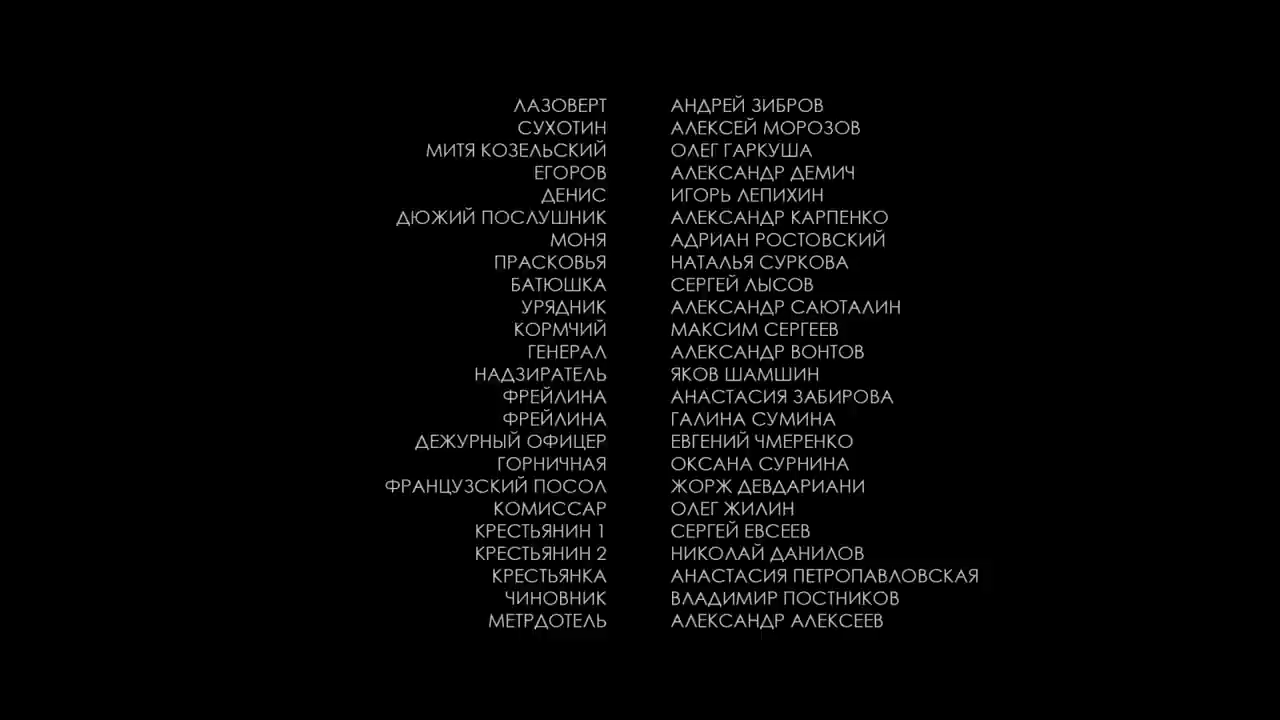 ЛАЗОВЕРТ АНДРЕЙ ЗИБРОВ
СУХОТИН АЛЕКСЕЙ МОРОЗОВ
МИТЯ КОЗЕЛЬСКИЙ ОЛЕГ ГАРКУША
ЕГОРОВ АЛЕКСАНДР ДЕМИЧ
ДЕНИС ИГОРЬ ЛЕПИХИН
ДЮЖИЙ ПОСЛУШНИК АЛЕКСАНДР КАРПЕНКО
МОНЯ АДРИАН РОСТОВСКИЙ
ПРАСКОВЬЯ НАТАЛЬЯ СУРКОВА
БАТЮШКА СЕРГЕЙ ЛЫСОВ
УРЯДНИК АЛЕКСАНДР САЮТАЛИН
КОРМЧИЙ МАКСИМ СЕРГЕЕВ
ГЕНЕРАЛ АЛЕКСАНДР ВОНТОВ
НАДЗИРАТЕЛЬ ЯКОВ ШАМШИН
ФРЕЙЛИНА АНАСТАСИЯ ЗАБИРОВА
ФРЕЙЛИНА ГАЛИНА СУМИНА
ДЕЖУРНЫЙ ОФИЦЕР ЕВГЕНИЙ ЧМЕРЕНКО
ГОРНИЧНАЯ ОКСАНА СУРНИНА
ФРАНЦУЗСКИЙ ПОСОЛ ЖОРЖ ДЕВДАРИАНИ
КОМИССАР ОЛЕГ ЖИЛИН
КРЕСТЬЯНИН 1 СЕРГЕЙ ЕВСЕЕВ
КРЕСТЬЯНИН 2 НИКОЛАЙ ДАНИЛОВ
КРЕСТЬЯНКА АНАСТАСИЯ ПЕТРОПАВЛОВСКАЯ
ЧИНОВНИК ВЛАДИМИР ПОСТНИКОВ
МЕТРДОТЕЛЬ АЛЕКСАНДР АЛЕКСЕЕВ